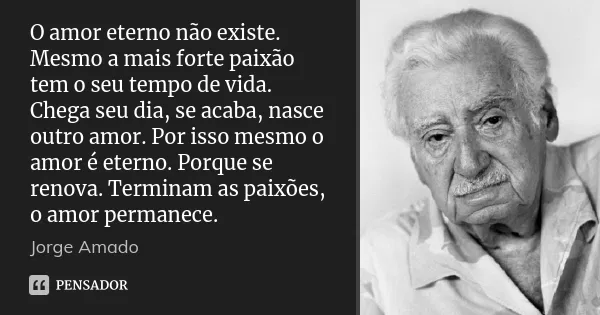 O amor eterno não existe.
Mesmo a mais forte paixão
tem o seu tempo de vida.
Chega seu dia, se acaba, nasce
outro amor. Por isso mesmo o
amor é eterno. Porque se
renova. Terminam as paixões,
o amor permanece.
Jorge Amado
PENSADOR